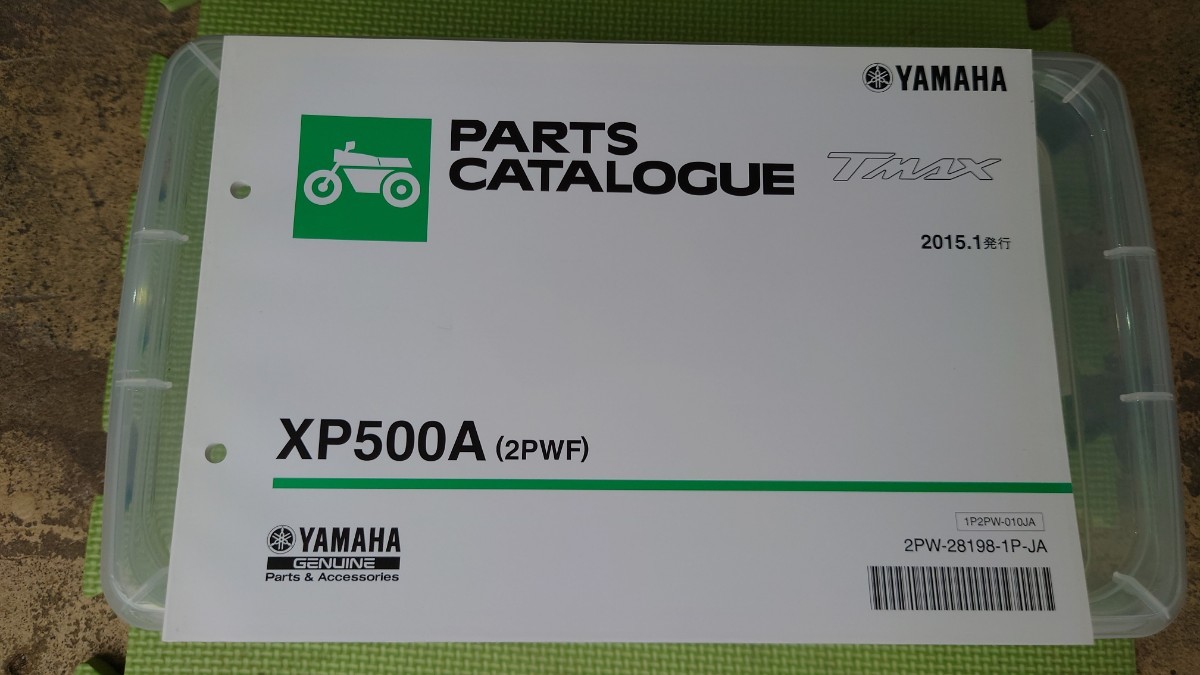 YAMAHA
PARTS
CATALOGUE
TMAX
2015.1発行
XP500A (2PWF)
YAMAHA
GENUINE
Parts & Accessories
1P2PW-010JA
2PW-28198-1P-JA